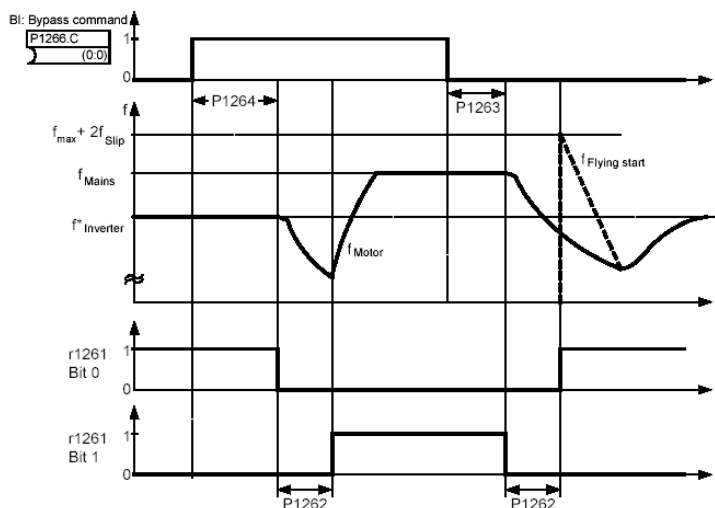 BI: Bypass command
P1266.C
(0:0)
1
0
P1264
P1263
f
fmax + 2fSlip
fFlying start
fMains
f*Inverter
fMotor
r1261
Bit 0
1
0
r1261
Bit 1
1
0
P1262
P1262